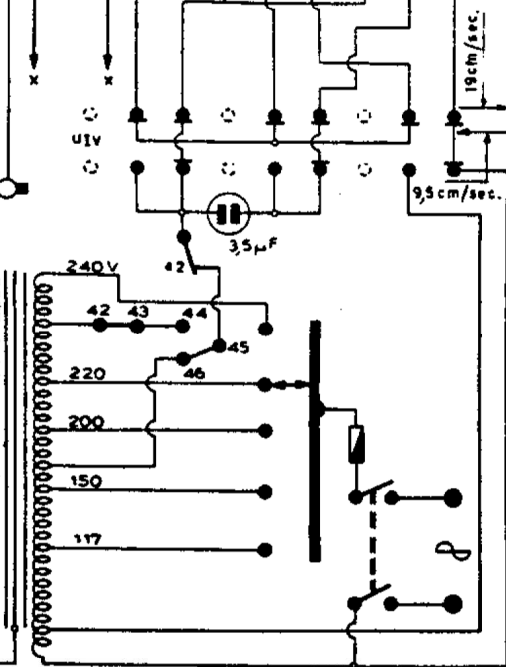 19cm/sec.
x x
UIV
9,5cm/sec.
3,5µF
42
240V
42 43 44
45
46
220
200
150
117